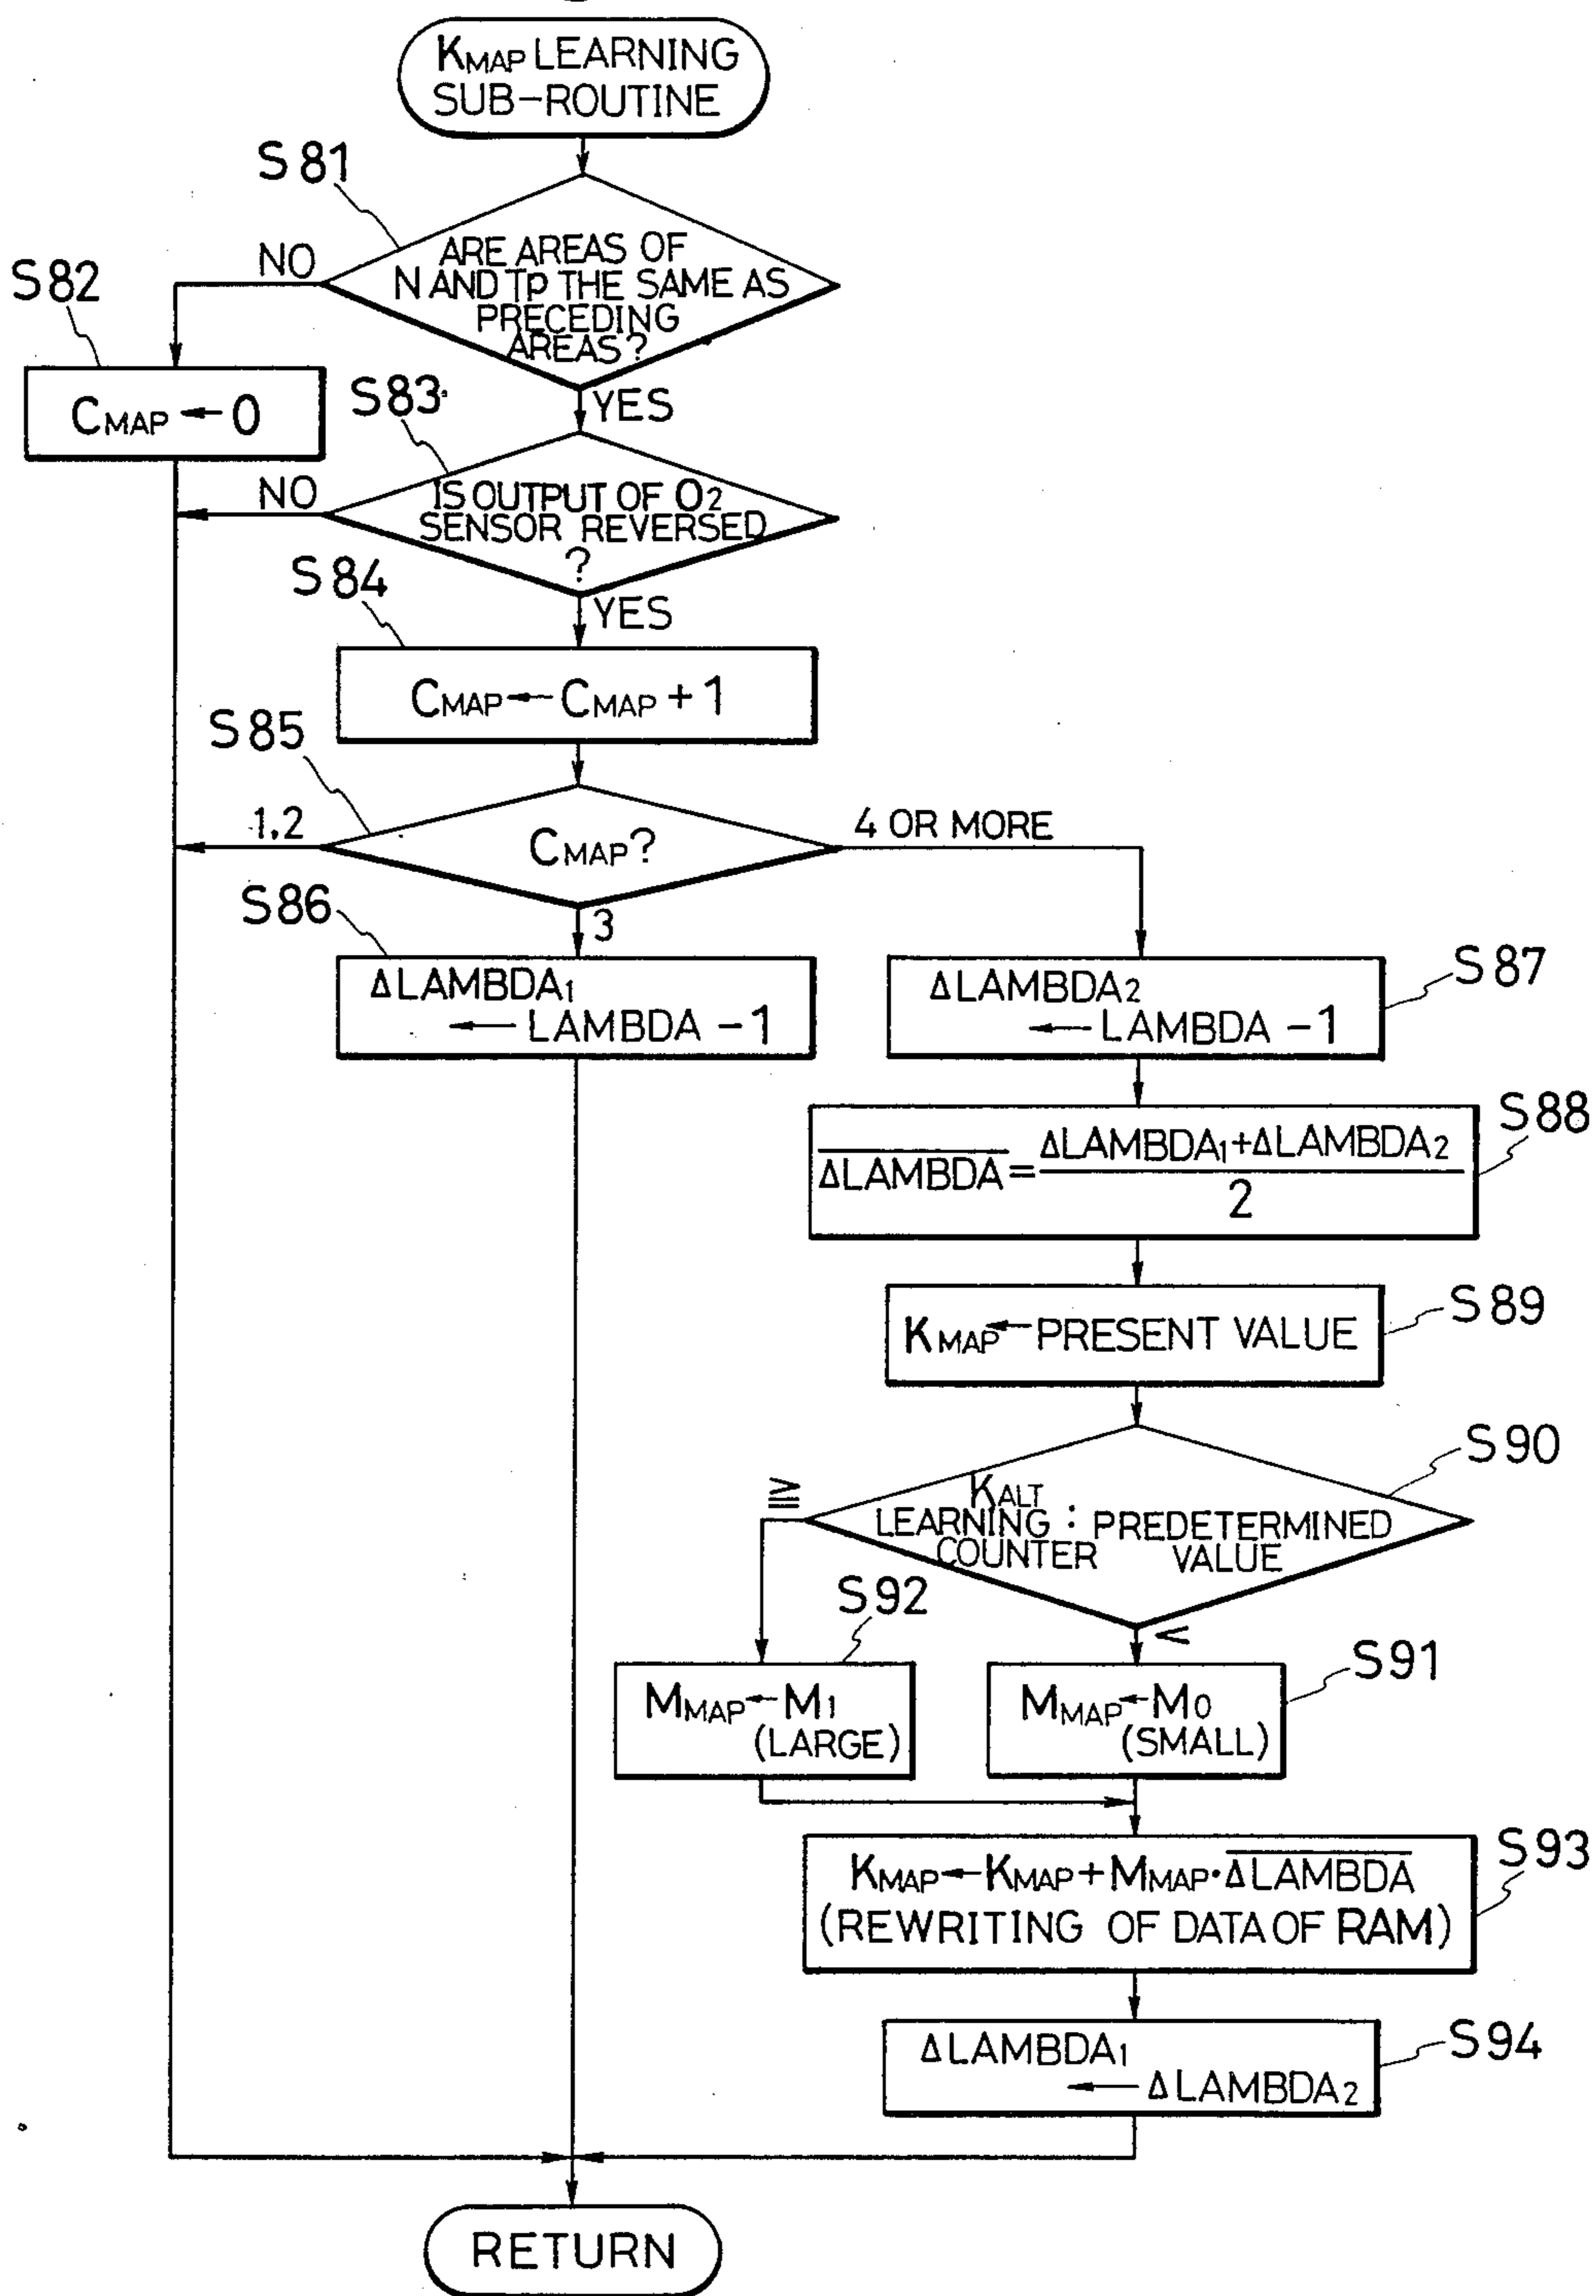 KMAP LEARNING
SUB-ROUTINE
S81
ARE AREAS OF
N AND TP THE SAME AS
PRECEDING
AREAS?
NO
YES
S82
CMAP ← 0
S83
IS OUTPUT OF O2
SENSOR REVERSED
?
NO
YES
S84
CMAP ← CMAP + 1
S85
CMAP?
1,2
4 OR MORE
3
S86
ΔLAMBDA1
← LAMBDA - 1
S87
ΔLAMBDA2
← LAMBDA - 1
S88
\overline{ΔLAMBDA} = \frac{ΔLAMBDA1+ΔLAMBDA2}{2}
S89
KMAP ← PRESENT VALUE
S90
KALT
LEARNING : PREDETERMINED
COUNTER VALUE
≧
<
S92
MMAP ← M1
(LARGE)
S91
MMAP ← M0
(SMALL)
S93
KMAP ← KMAP + MMAP · \overline{ΔLAMBDA}
(REWRITING OF DATA OF RAM)
S94
ΔLAMBDA1
← ΔLAMBDA2
RETURN